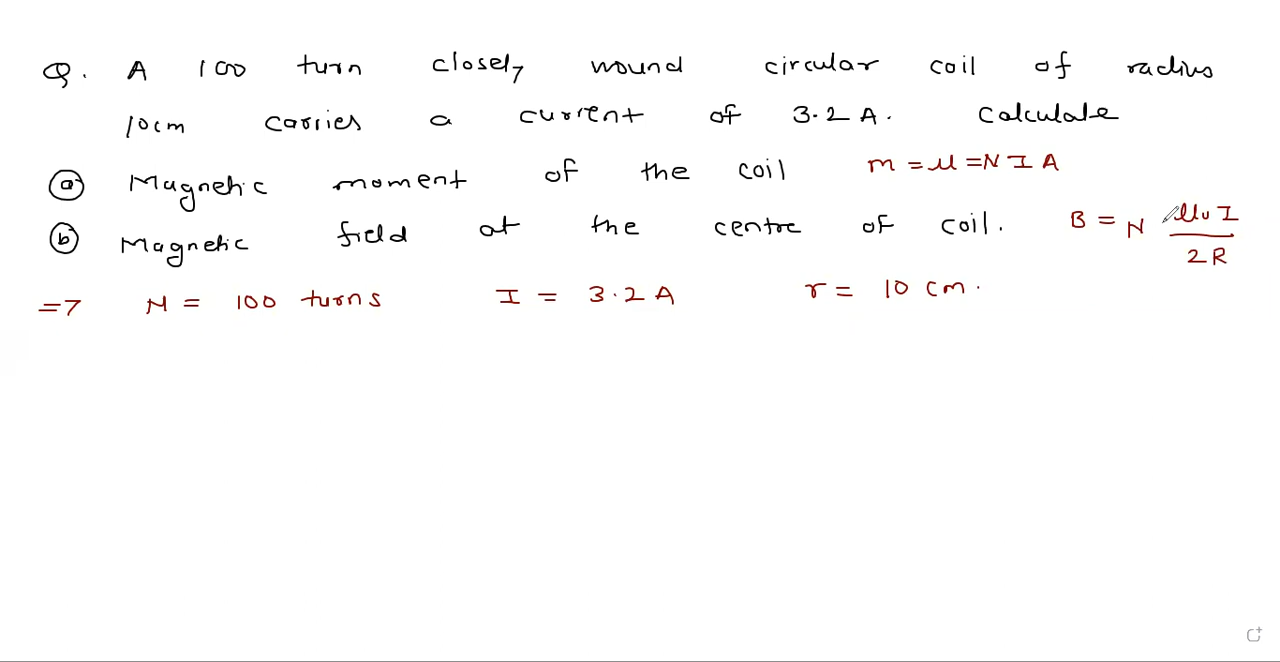 Q. A 100 turn closely wound circular coil of radius
10cm carries a current of 3.2 A. Calculate
(a) Magnetic moment of the coil m = μ = N I A
(b) Magnetic field at the centre of coil. B = N μ₀ I / 2R
=> N = 100 turns I = 3.2 A r = 10 cm.